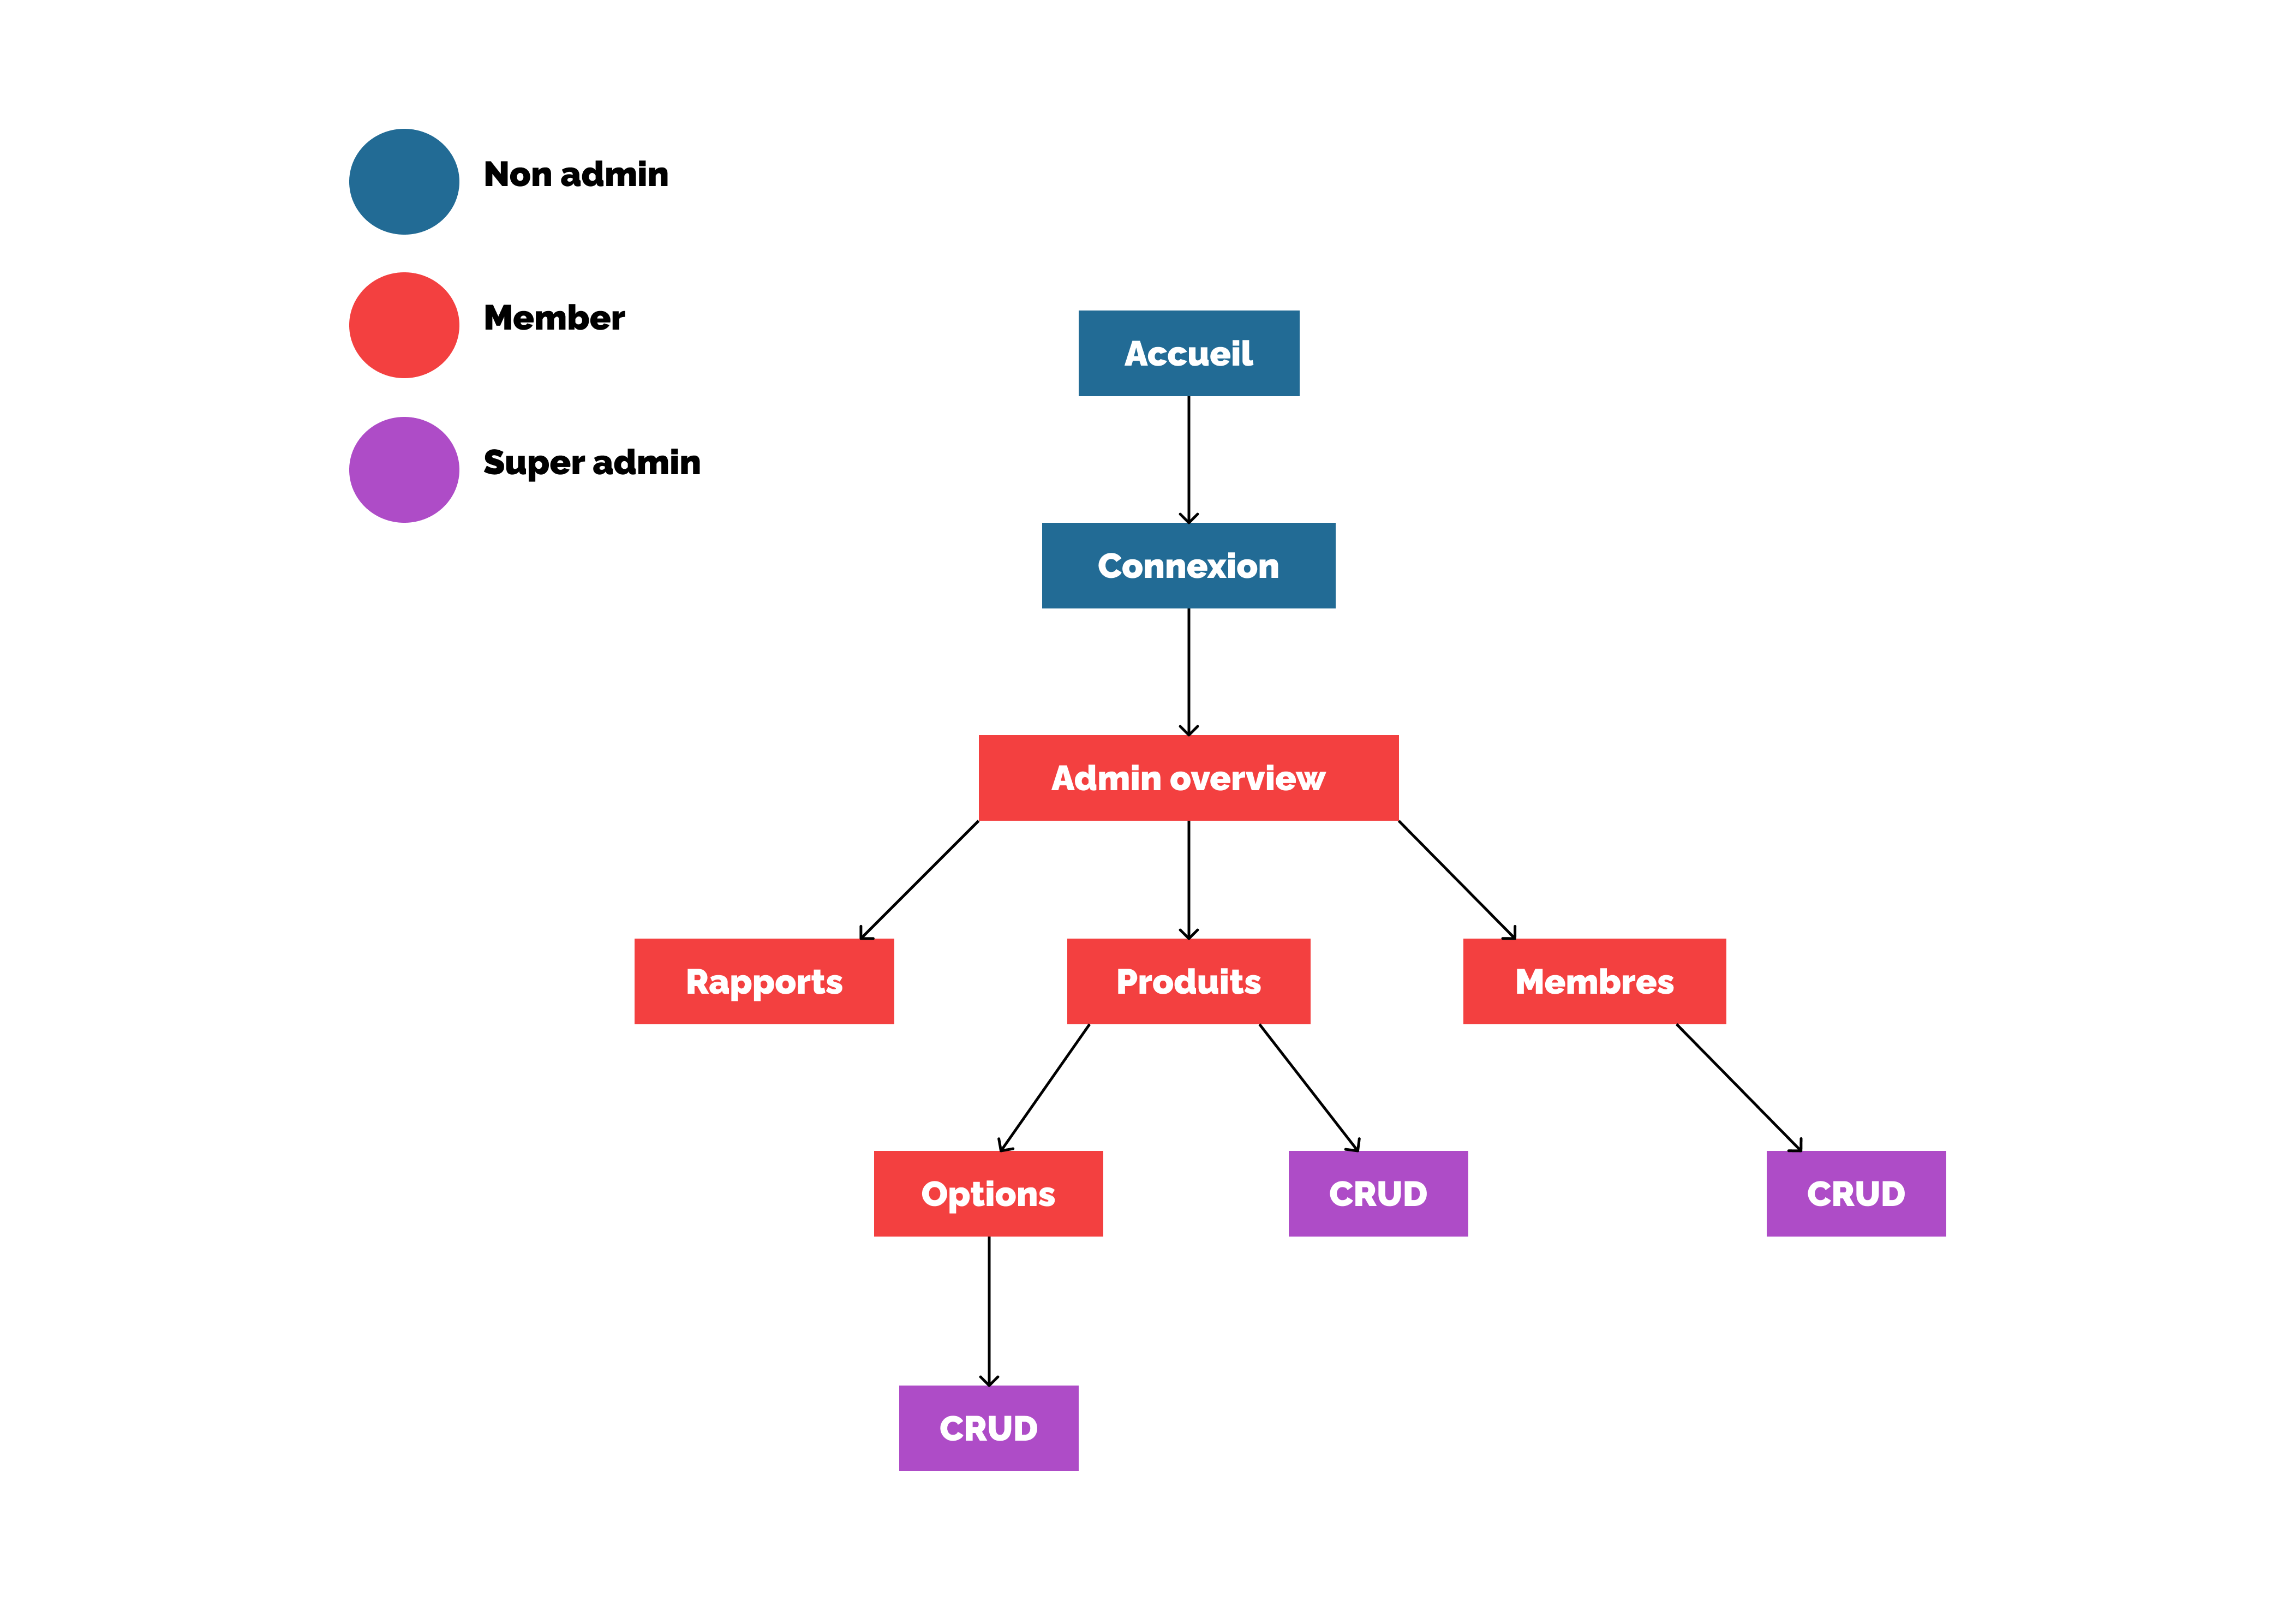 Non admin
Member
Super admin
Accueil
Connexion
Admin overview
Rapports
Produits
Membres
Options
CRUD
CRUD
CRUD